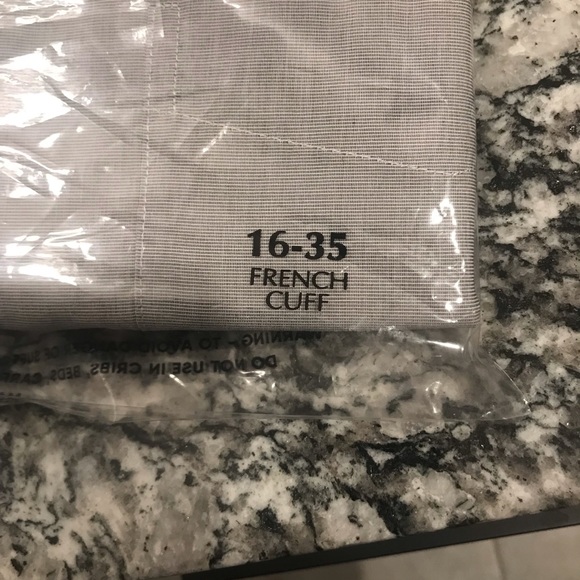 16-35
FRENCH
CUFF
WARNING - TO AVOID
DO NOT USE IN CRIBS, BEDS,